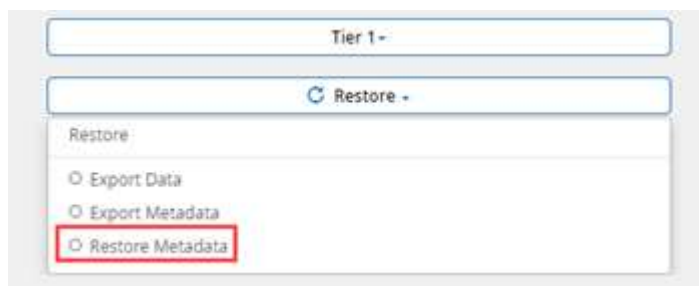 Tier 1
Restore
Restore
Export Data
Export Metadata
Restore Metadata